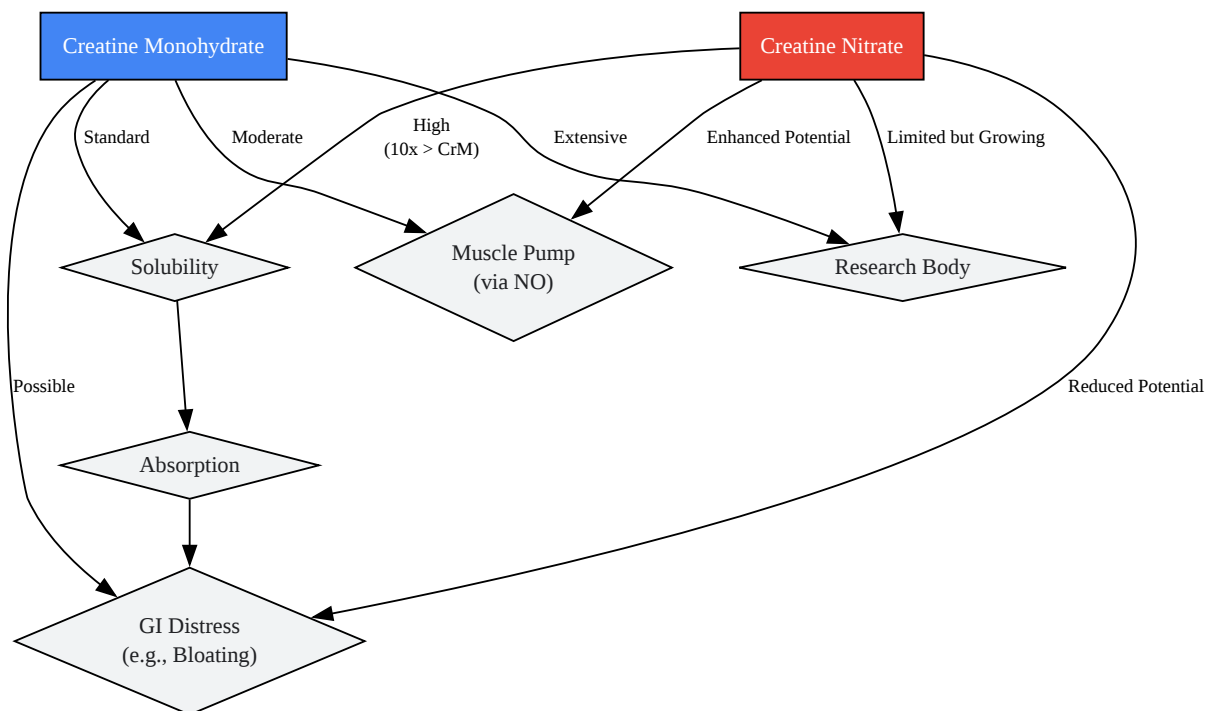 Creatine Monohydrate
Creatine Nitrate
Standard
Moderate
High
(10x > CrM)
Extensive
Enhanced Potential
Limited but Growing
Solubility
Muscle Pump
(via NO)
Research Body
Possible
Reduced Potential
Absorption
GI Distress
(e.g., Bloating)